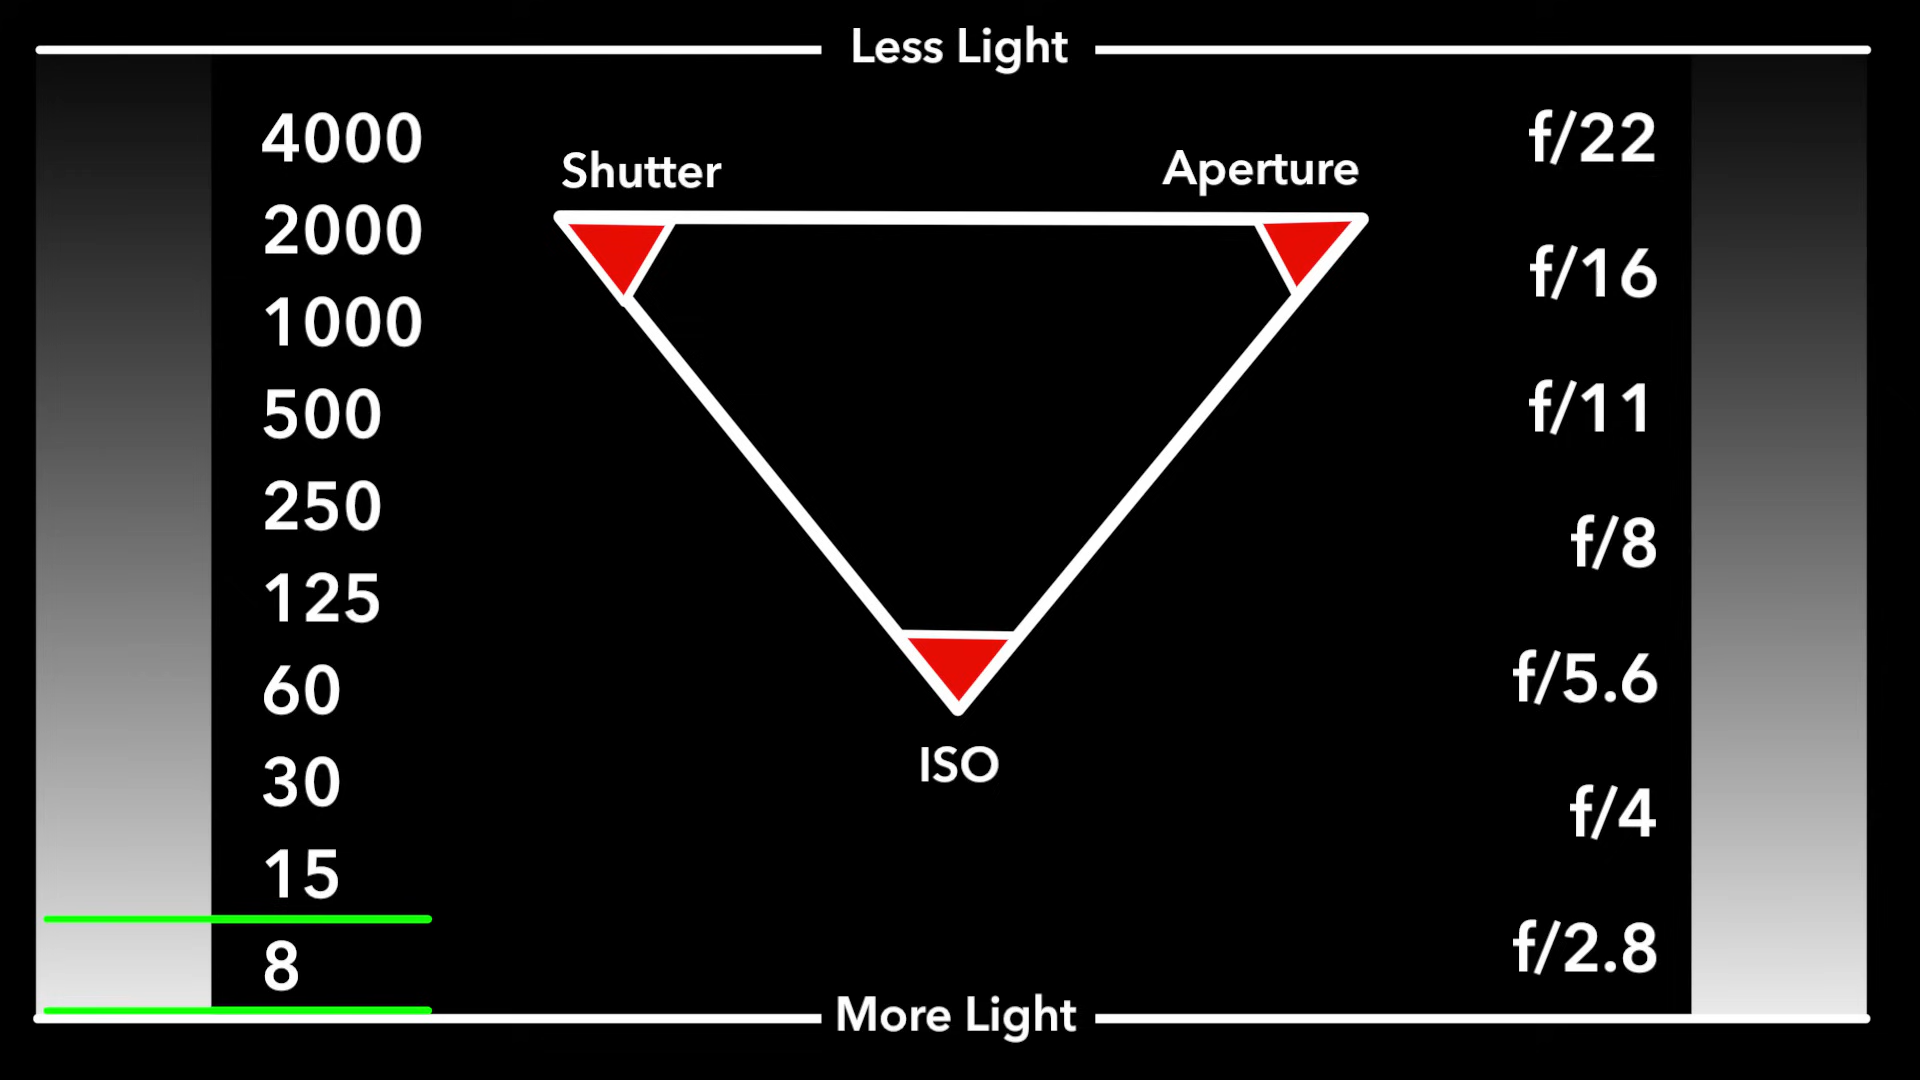 Less Light
4000
2000
1000
500
250
125
60
30
15
8
Shutter
Aperture
ISO
f/22
f/16
f/11
f/8
f/5.6
f/4
f/2.8
More Light